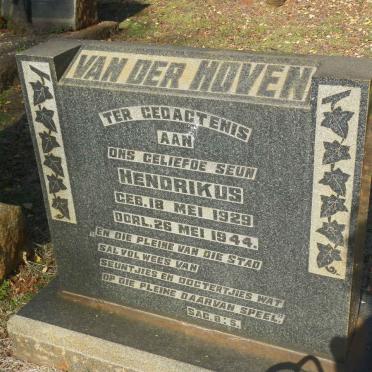 VAN DER HOVEN
TER GEDAGTENIS
AAN
ONS GELIEFDE SEUN
HENDRIKUS
GEB. 18 MEI 1929
OORL. 26 MEI 1944.
„EN DIE PLEINE VAN DIE STAD
SAL VOL WEES VAN
SEUNTJIES EN DOGTERTJIES WAT
OP DIE PLEINE DAARVAN SPEEL"
SAG. 8:5.